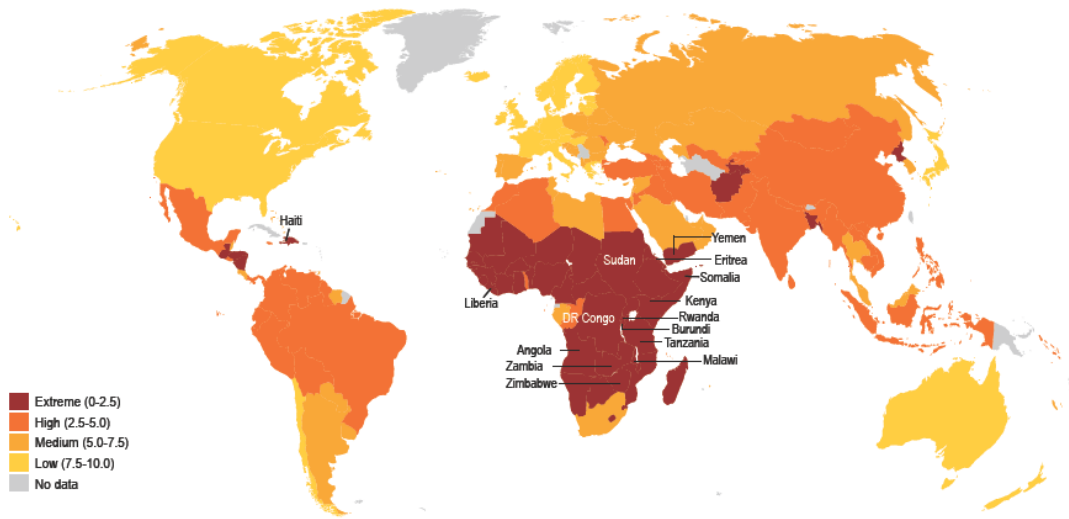 Haiti
Yemen
Sudan
Eritrea
Somalia
Liberia
Kenya
DR Congo
Rwanda
Burundi
Tanzania
Angola
Malawi
Zambia
Zimbabwe
Extreme (0-2.5)
High (2.5-5.0)
Medium (5.0-7.5)
Low (7.5-10.0)
No data